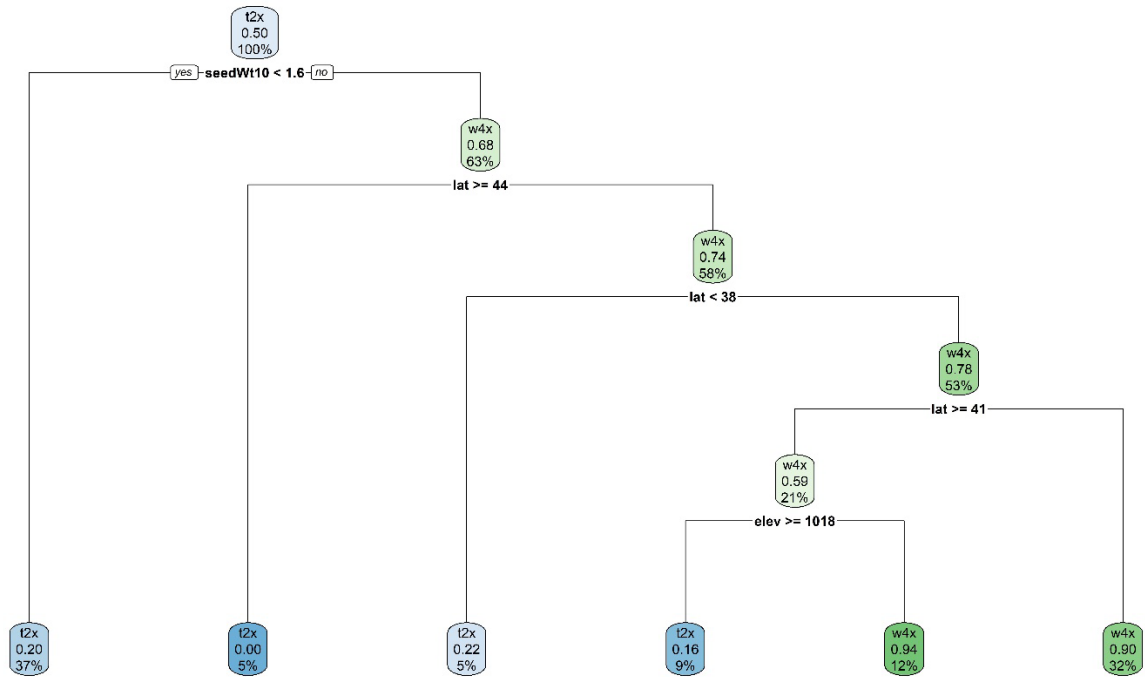 t2x
0.50
100%
yes seedWt10 < 1.6 no
w4x
0.68
63%
lat >= 44
w4x
0.74
58%
lat < 38
w4x
0.78
53%
lat >= 41
w4x
0.59
21%
elev >= 1018
t2x
0.20
37%
t2x
0.00
5%
t2x
0.22
5%
t2x
0.16
9%
w4x
0.94
12%
w4x
0.90
32%